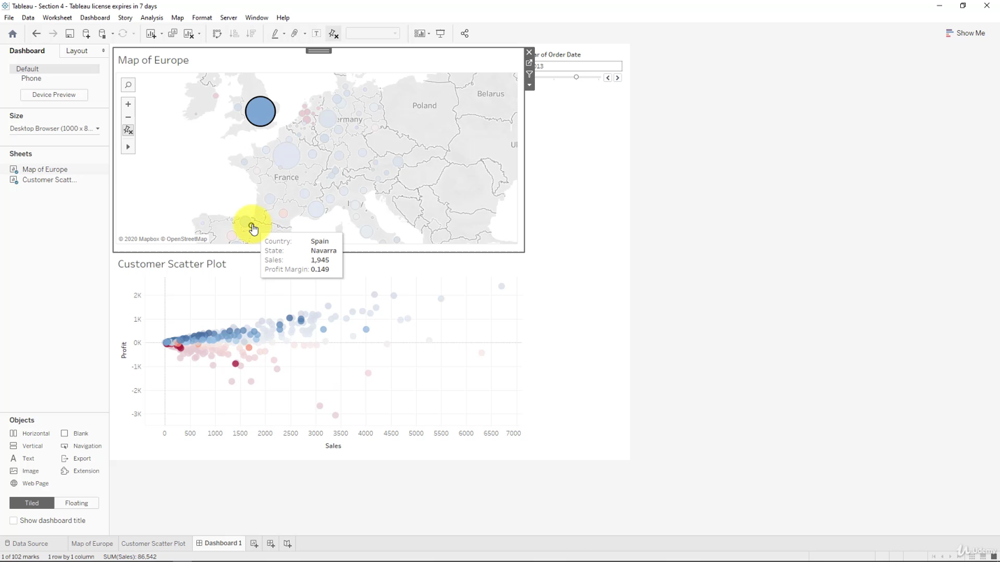 Tableau - Section 4 - Tableau license expires in 7 days
File Data Worksheet Dashboard Story Analysis Map Format Server Window Help
Show Me
Dashboard Layout
Default
Phone
Device Preview
Size
Desktop Browser (1000 x 8...
Sheets
Map of Europe
Customer Scatt...
Objects
Horizontal Blank
Vertical Navigation
Text Export
Image Extension
Web Page
Tiled Floating
Show dashboard title
Map of Europe
Belarus
Poland
France
© 2020 Mapbox © OpenStreetMap
Country: Spain
State: Navarra
Sales: 1,945
Profit Margin: 0.149
ar of Order Date
013
Customer Scatter Plot
2K
1K
0K
-1K
-2K
-3K
Profit
0 500 1000 1500 2000 2500 3000 3500 4000 4500 5000 5500 6000 6500 7000
Sales
Data Source Map of Europe Customer Scatter Plot Dashboard 1
1 of 102 marks 1 row by 1 column SUM(Sales): 86,542
Udemy